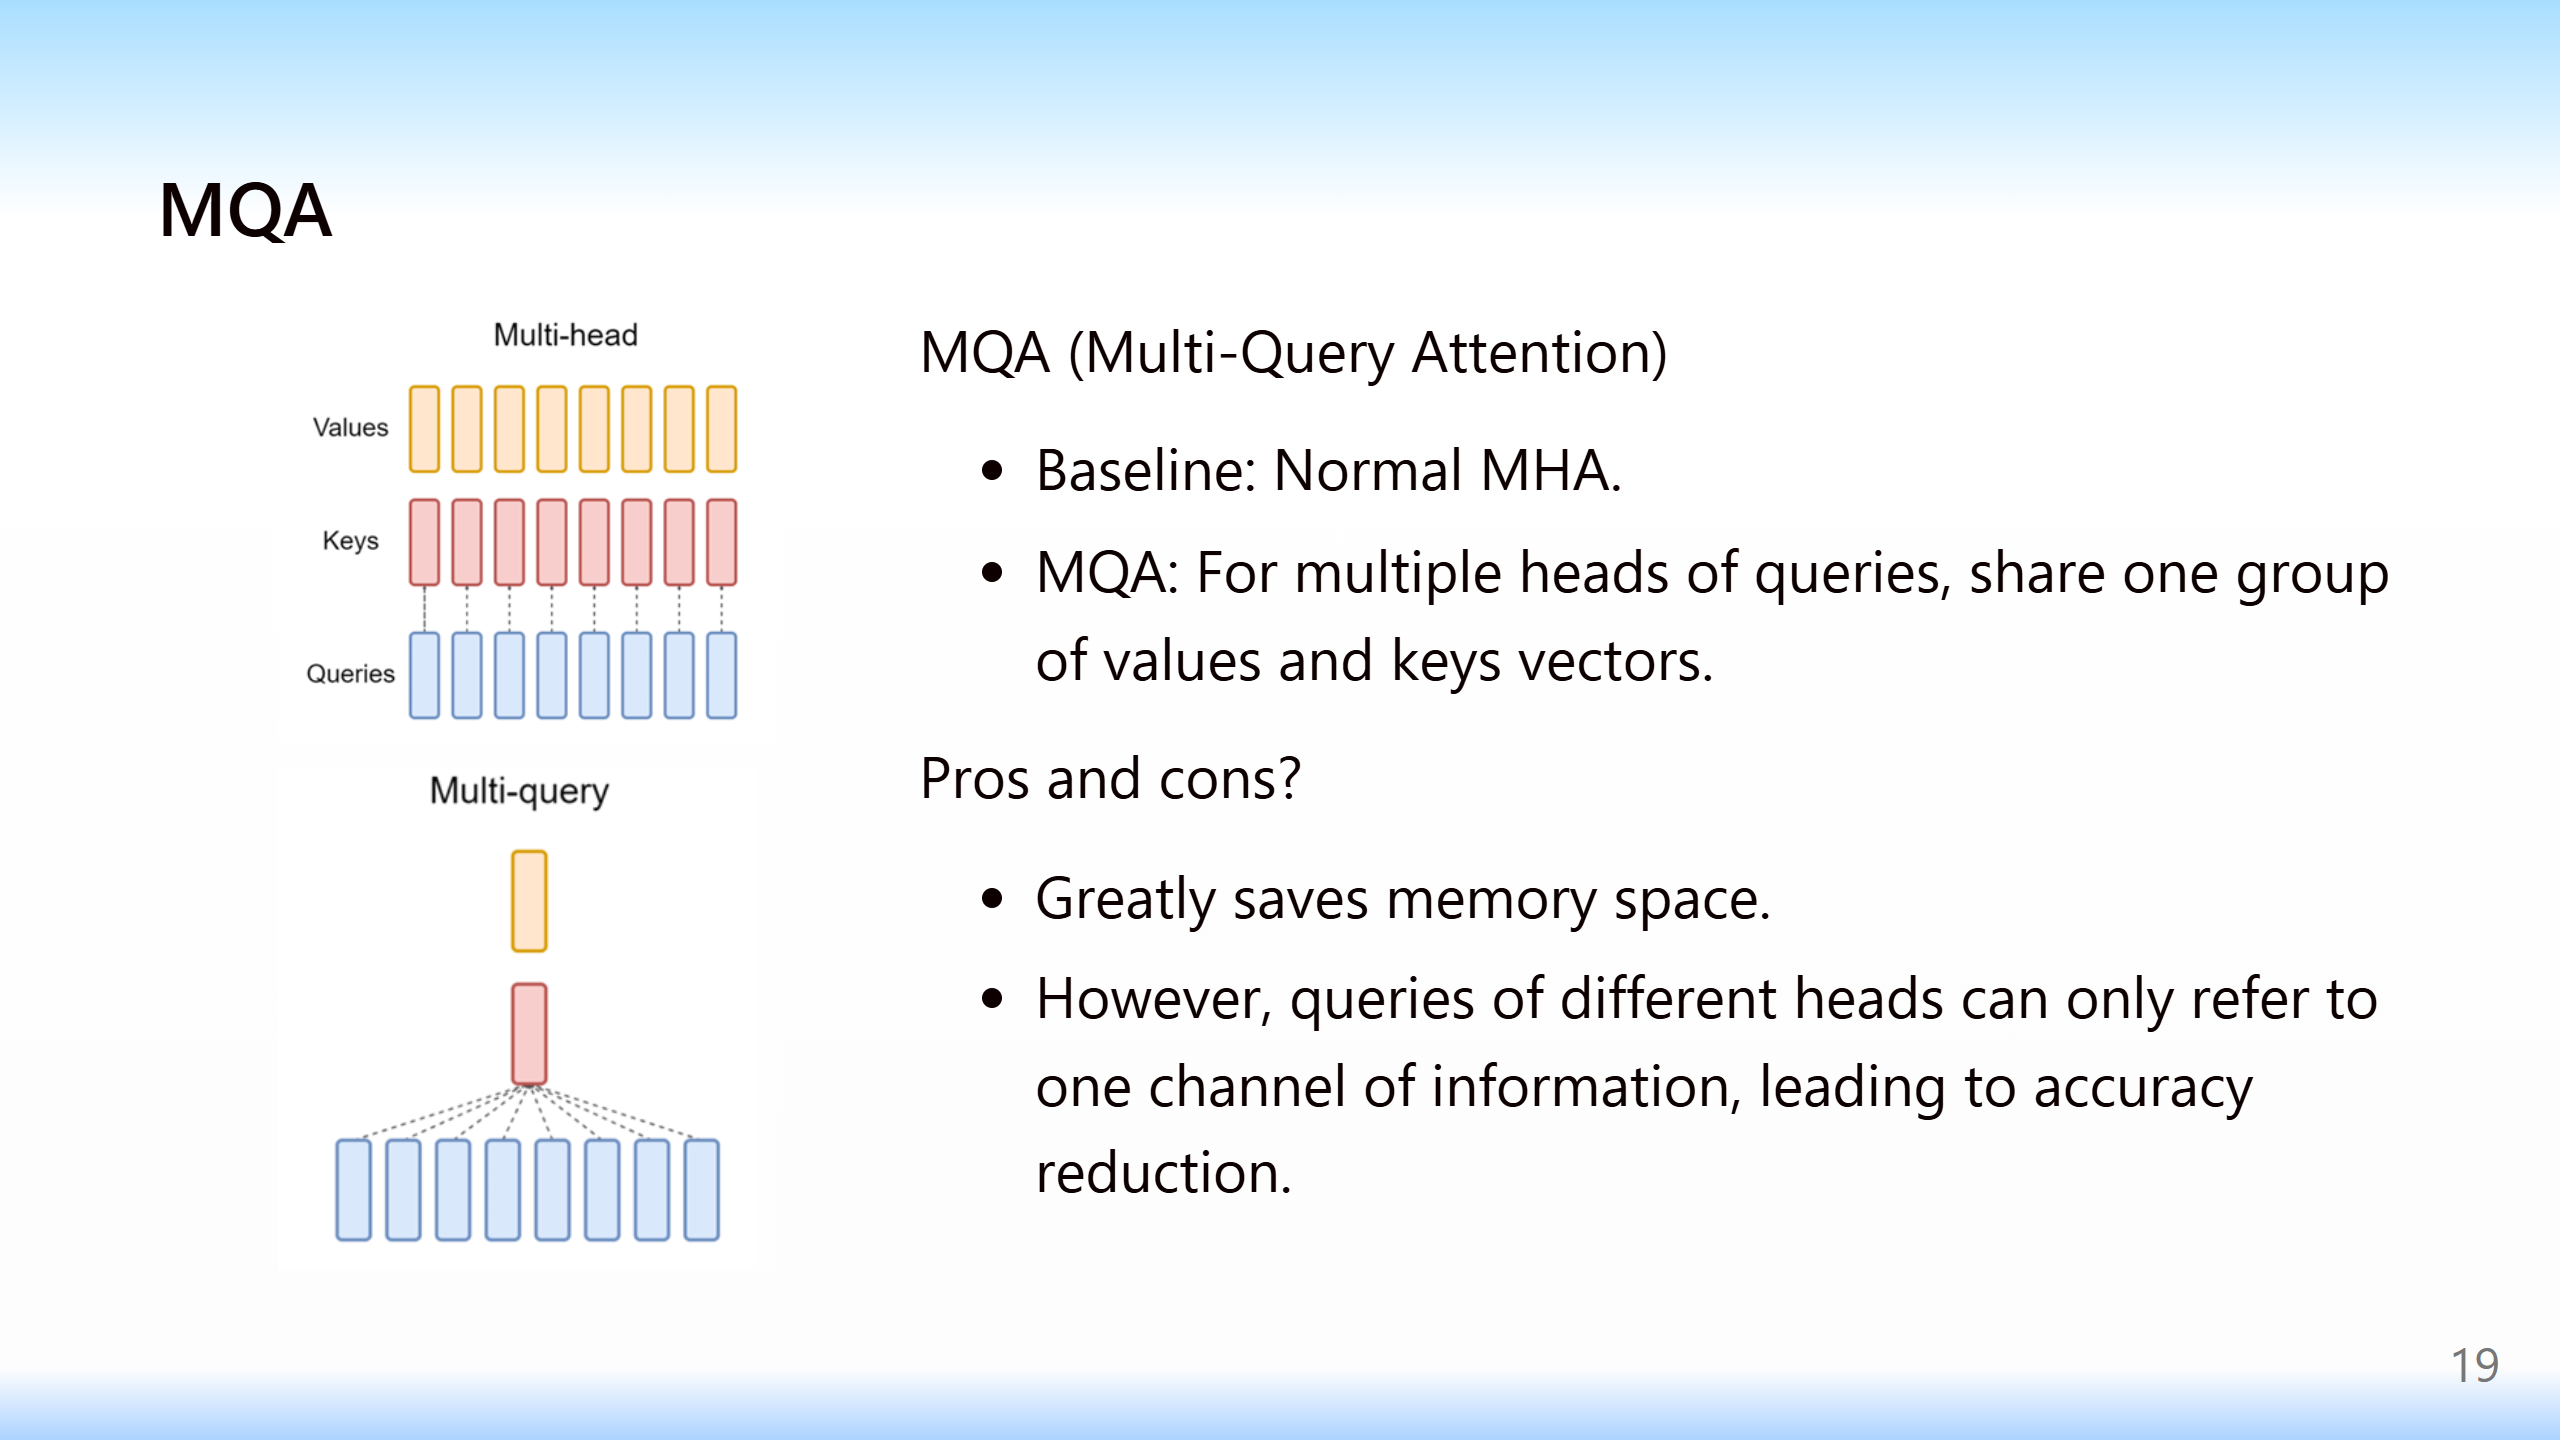 MQA
Multi-head
Values
Keys
Queries
Multi-query
MQA (Multi-Query Attention)
• Baseline: Normal MHA.
• MQA: For multiple heads of queries, share one group
of values and keys vectors.
Pros and cons?
• Greatly saves memory space.
• However, queries of different heads can only refer to
one channel of information, leading to accuracy
reduction.
19